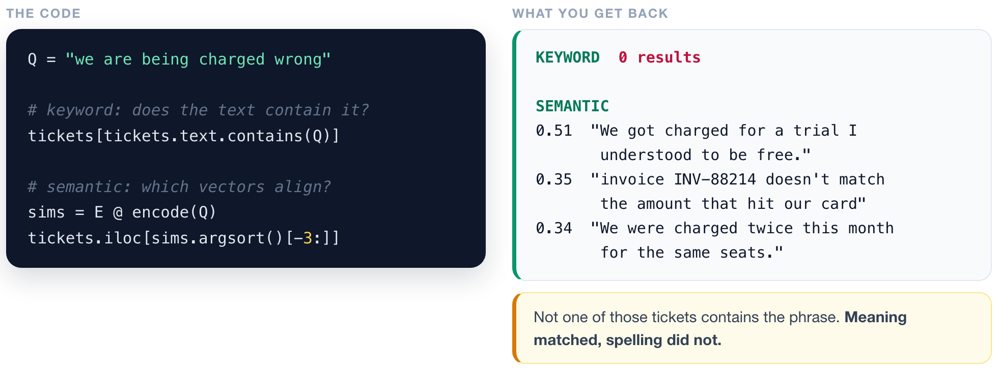 THE CODE
Q = "we are being charged wrong"
# keyword: does the text contain it?
tickets[tickets.text.contains(Q)]
# semantic: which vectors align?
sims = E @ encode(Q)
tickets.iloc[sims.argsort()[-3:]]
WHAT YOU GET BACK
KEYWORD 0 results
SEMANTIC
0.51 "We got charged for a trial I
understood to be free."
0.35 "invoice INV-88214 doesn't match
the amount that hit our card"
0.34 "We were charged twice this month
for the same seats."
Not one of those tickets contains the phrase. Meaning
matched, spelling did not.